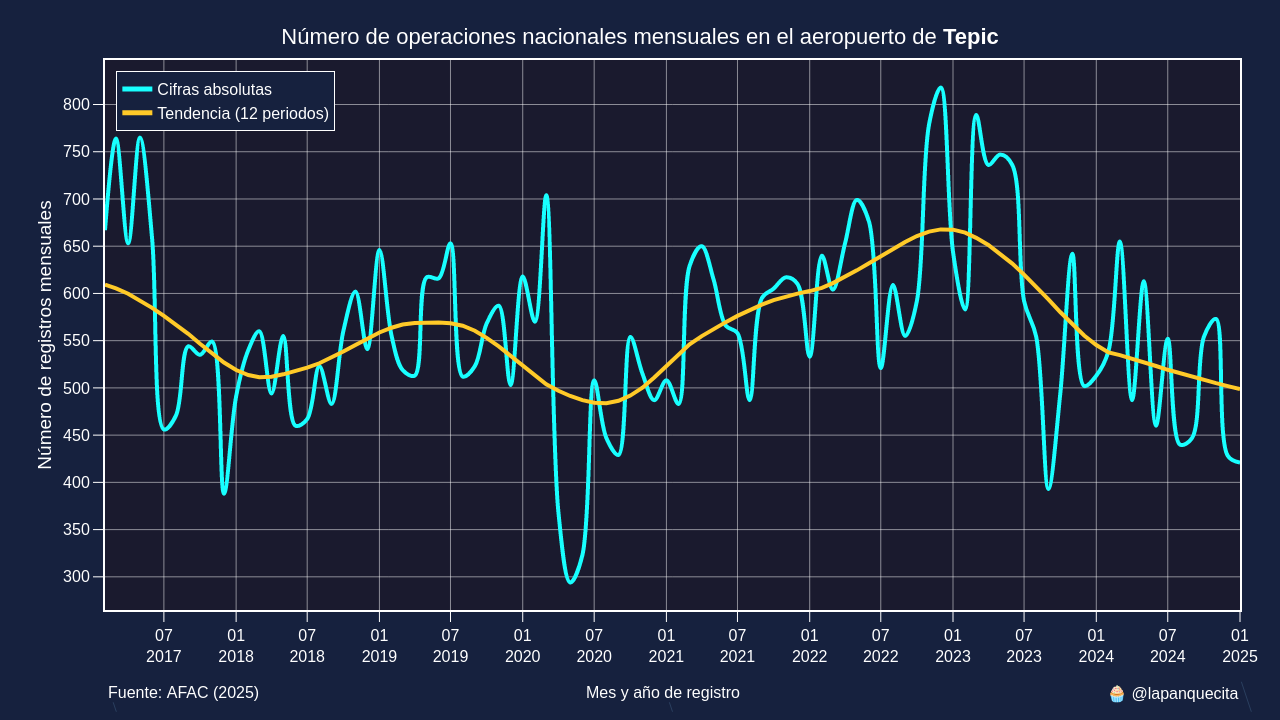 Número de operaciones nacionales mensuales en el aeropuerto de Tepic
Cifras absolutas
Tendencia (12 periodos)
Número de registros mensuales
800
750
700
650
600
550
500
450
400
350
300
07 01 07 01 07 01 07 01 07 01 07 01 07 01 07 01
2017 2018 2018 2019 2019 2020 2020 2021 2021 2022 2022 2023 2023 2024 2024 2025
Fuente: AFAC (2025) Mes y año de registro 🧁 @lapanquecita